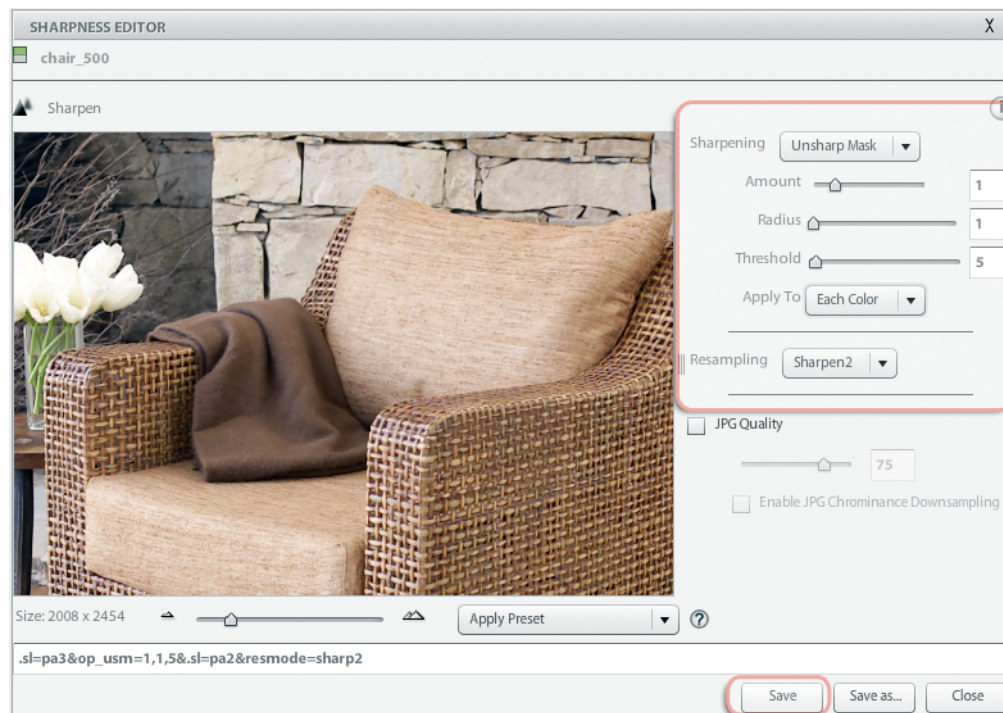 SHARPNESS EDITOR X
chair_500
Sharpen
Sharpening Unsharp Mask
Amount 1
Radius 1
Threshold 5
Apply To Each Color
Resampling Sharpen2
JPG Quality
75
Enable JPG Chrominance Downsampling
Size: 2008 x 2454 Apply Preset ?
.sl=pa3&op_usm=1,1,5&.sl=pa2&resmode=sharp2
Save Save as... Close